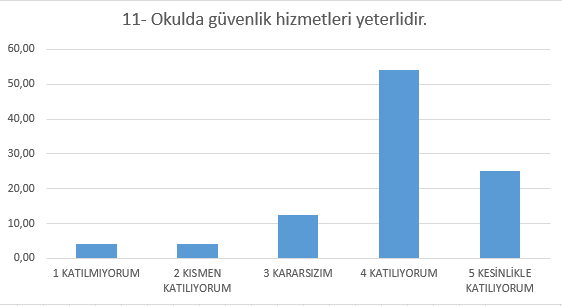 11- Okulda güvenlik hizmetleri yeterlidir.
60,00
50,00
40,00
30,00
20,00
10,00
0,00
1 KATILMIYORUM
2 KISMEN
KATILIYORUM
3 KARARSIZIM
4 KATILIYORUM
5 KESİNLİKLE
KATILIYORUM